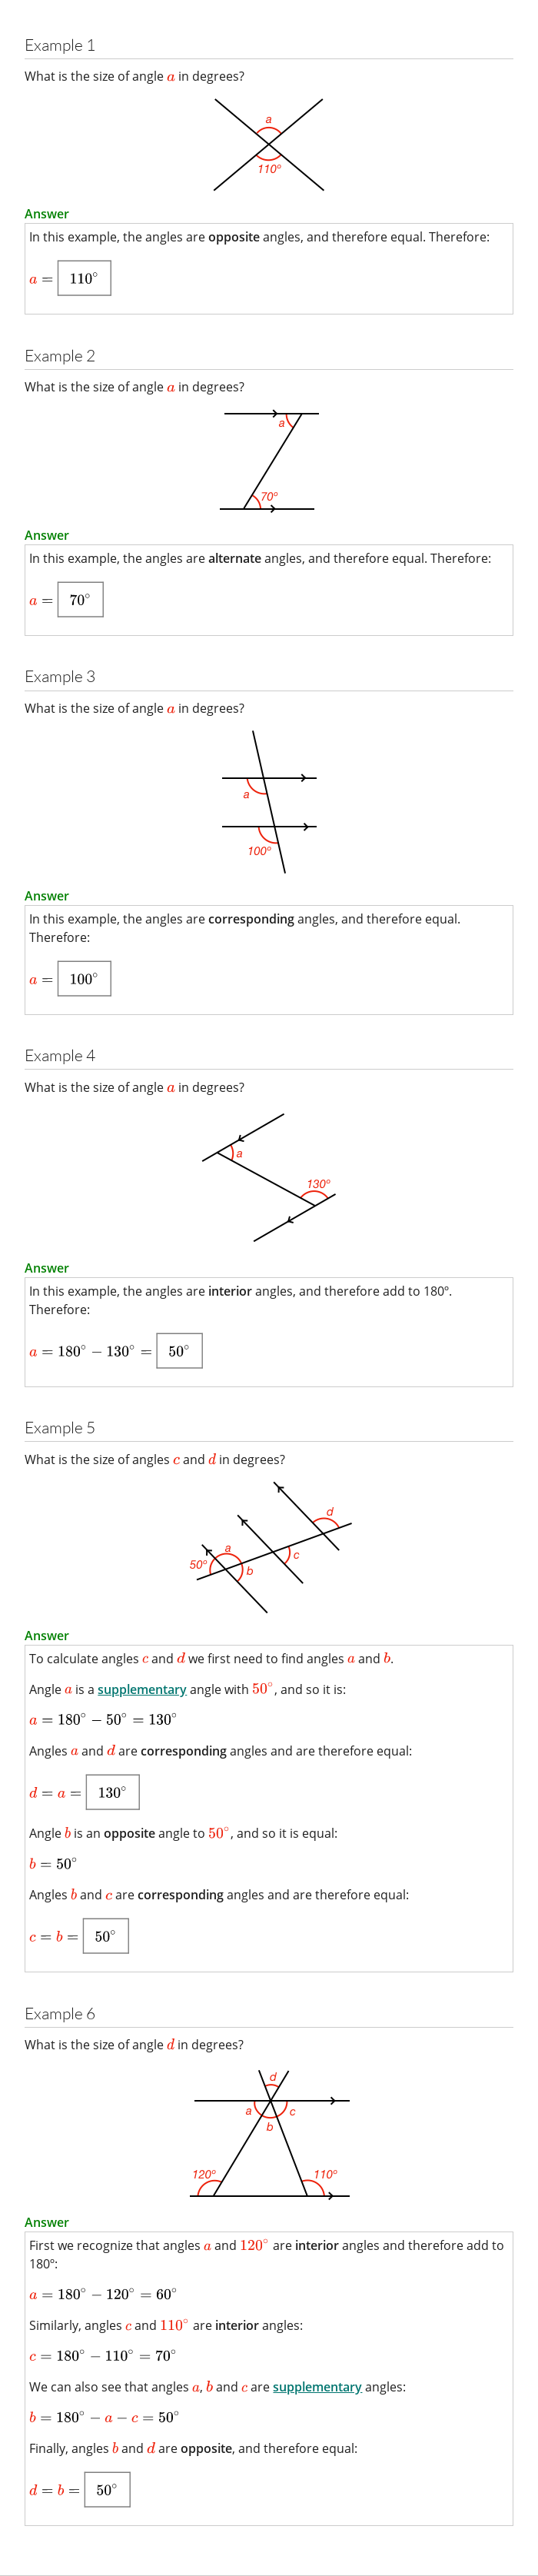 Example 1
What is the size of angle a in degrees?
a
110º
Answer
In this example, the angles are opposite angles, and therefore equal. Therefore:
a = 110°
Example 2
What is the size of angle a in degrees?
a
70º
Answer
In this example, the angles are alternate angles, and therefore equal. Therefore:
a = 70°
Example 3
What is the size of angle a in degrees?
a
100º
Answer
In this example, the angles are corresponding angles, and therefore equal.
Therefore:
a = 100°
Example 4
What is the size of angle a in degrees?
a
130º
Answer
In this example, the angles are interior angles, and therefore add to 180º.
Therefore:
a = 180° − 130° = 50°
Example 5
What is the size of angles c and d in degrees?
d
a
c
50º
b
Answer
To calculate angles c and d we first need to find angles a and b.
Angle a is a supplementary angle with 50°, and so it is:
a = 180° − 50° = 130°
Angles a and d are corresponding angles and are therefore equal:
d = a = 130°
Angle b is an opposite angle to 50°, and so it is equal:
b = 50°
Angles b and c are corresponding angles and are therefore equal:
c = b = 50°
Example 6
What is the size of angle d in degrees?
d
a c
b
120º 110º
Answer
First we recognize that angles a and 120° are interior angles and therefore add to
180º:
a = 180° − 120° = 60°
Similarly, angles c and 110° are interior angles:
c = 180° − 110° = 70°
We can also see that angles a, b and c are supplementary angles:
b = 180° − a − c = 50°
Finally, angles b and d are opposite, and therefore equal:
d = b = 50°